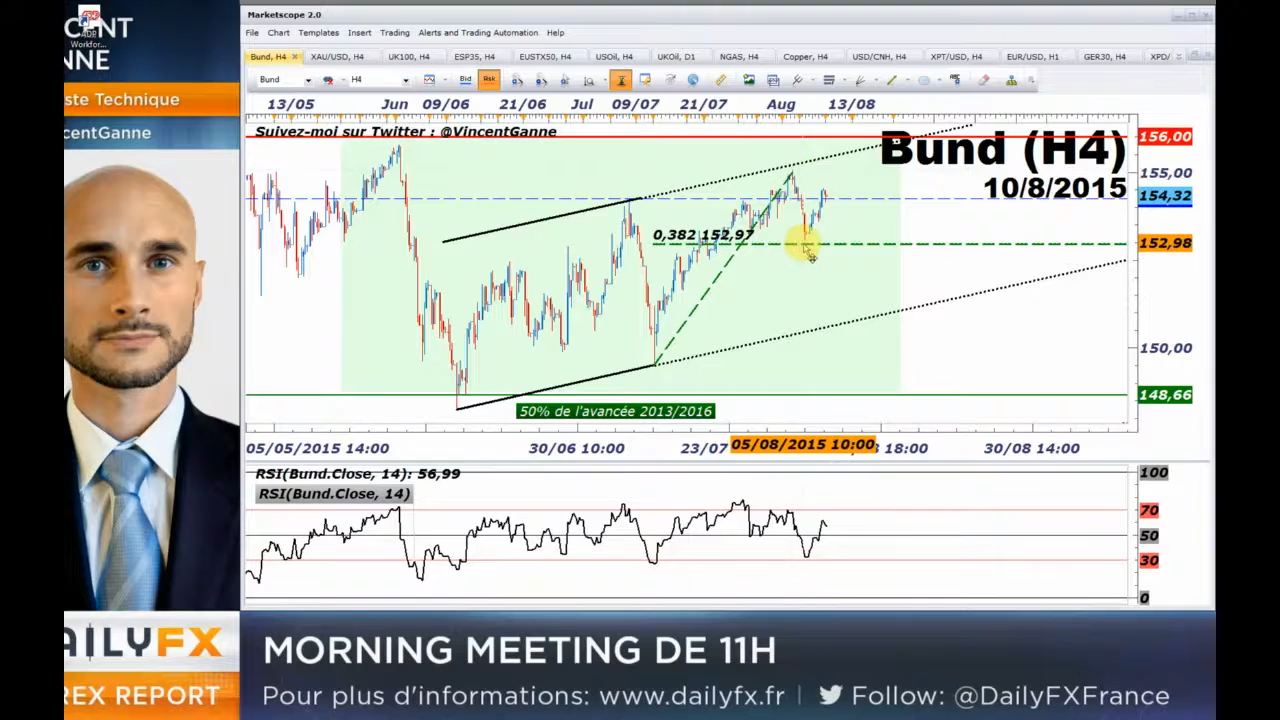 CENT
NNE
ste Technique
centGanne
ADP
Workfor...
Marketscope 2.0
File Chart Templates Insert Trading Alerts and Trading Automation Help
Bund, H4 XAU/USD, H4 UK100, H4 ESP35, H4 EUSTX50, H4 USOil, H4 UKOil, D1 NGAS, H4 Copper, H4 USD/CNH, H4 XPT/USD, H4 EUR/USD, H1 GER30, H4 XPD/
Bund H4 Bid Ask
13/05 Jun 09/06 21/06 Jul 09/07 21/07 Aug 13/08
Suivez-moi sur Twitter : @VincentGanne
Bund (H4)
10/8/2015
156,00
155,00
154,32
0,382 152,97
152,98
150,00
148,66
50% de l'avancée 2013/2016
05/05/2015 14:00 30/06 10:00 23/07 05/08/2015 10:00 18:00 30/08 14:00
RSI(Bund.Close, 14): 56,99
RSI(Bund.Close, 14)
100
70
50
30
0
AILYFX
REX REPORT
MORNING MEETING DE 11H
Pour plus d'informations: www.dailyfx.fr | Follow: @DailyFXFrance